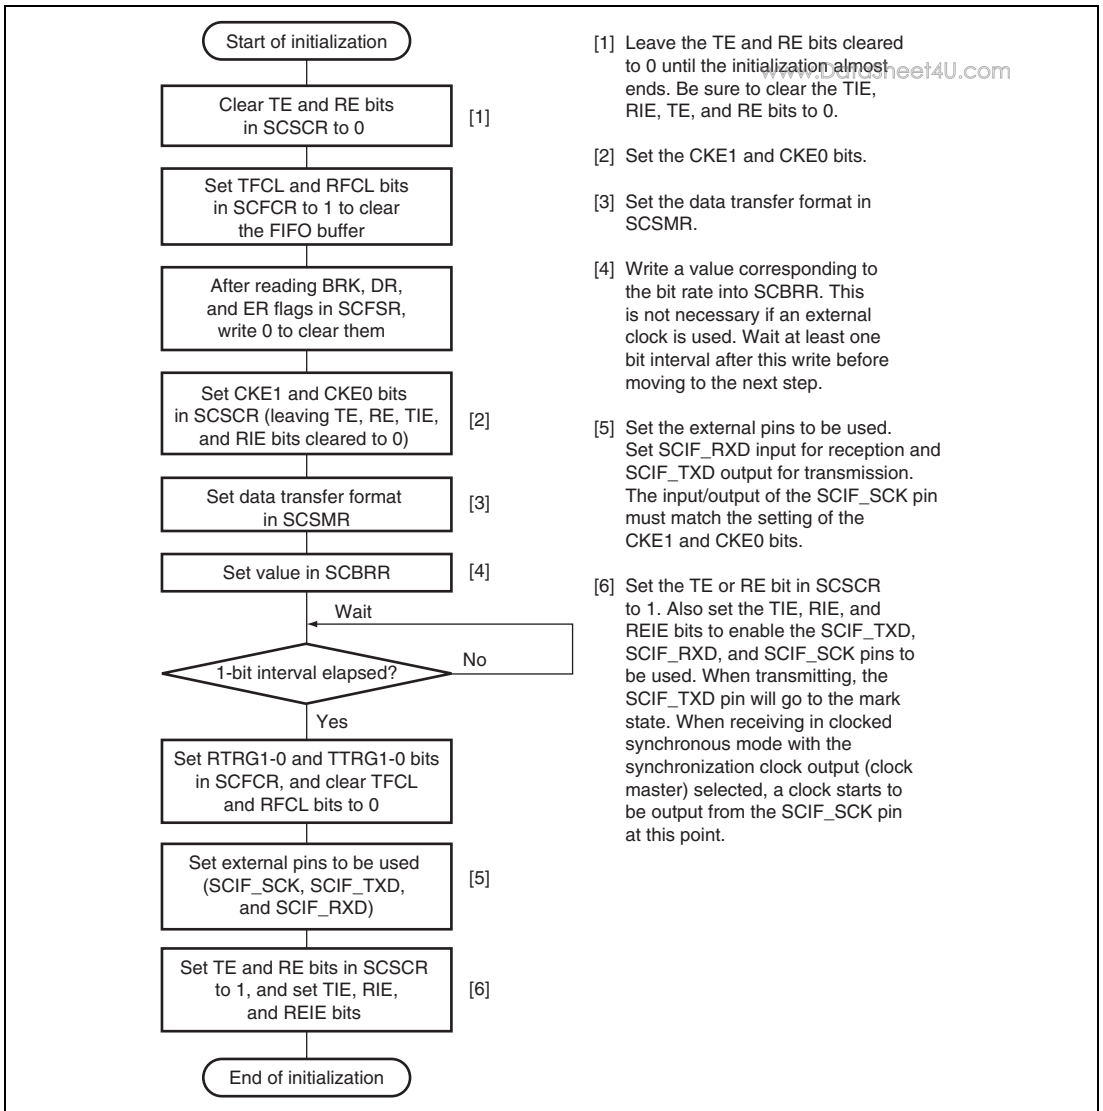 Start of initialization
Clear TE and RE bits
in SCSCR to 0
[1]
Set TFCL and RFCL bits
in SCFCR to 1 to clear
the FIFO buffer
After reading BRK, DR,
and ER flags in SCFSR,
write 0 to clear them
Set CKE1 and CKE0 bits
in SCSCR (leaving TE, RE, TIE,
and RIE bits cleared to 0)
[2]
Set data transfer format
in SCSMR
[3]
Set value in SCBRR
[4]
Wait
1-bit interval elapsed?
No
Yes
Set RTRG1-0 and TTRG1-0 bits
in SCFCR, and clear TFCL
and RFCL bits to 0
Set external pins to be used
(SCIF_SCK, SCIF_TXD,
and SCIF_RXD)
[5]
Set TE and RE bits in SCSCR
to 1, and set TIE, RIE,
and REIE bits
[6]
End of initialization
[1] Leave the TE and RE bits cleared
to 0 until the initialization almost
www.DataSheet4U.com
ends. Be sure to clear the TIE,
RIE, TE, and RE bits to 0.
[2] Set the CKE1 and CKE0 bits.
[3] Set the data transfer format in
SCSMR.
[4] Write a value corresponding to
the bit rate into SCBRR. This
is not necessary if an external
clock is used. Wait at least one
bit interval after this write before
moving to the next step.
[5] Set the external pins to be used.
Set SCIF_RXD input for reception and
SCIF_TXD output for transmission.
The input/output of the SCIF_SCK pin
must match the setting of the
CKE1 and CKE0 bits.
[6] Set the TE or RE bit in SCSCR
to 1. Also set the TIE, RIE, and
REIE bits to enable the SCIF_TXD,
SCIF_RXD, and SCIF_SCK pins to
be used. When transmitting, the
SCIF_TXD pin will go to the mark
state. When receiving in clocked
synchronous mode with the
synchronization clock output (clock
master) selected, a clock starts to
be output from the SCIF_SCK pin
at this point.